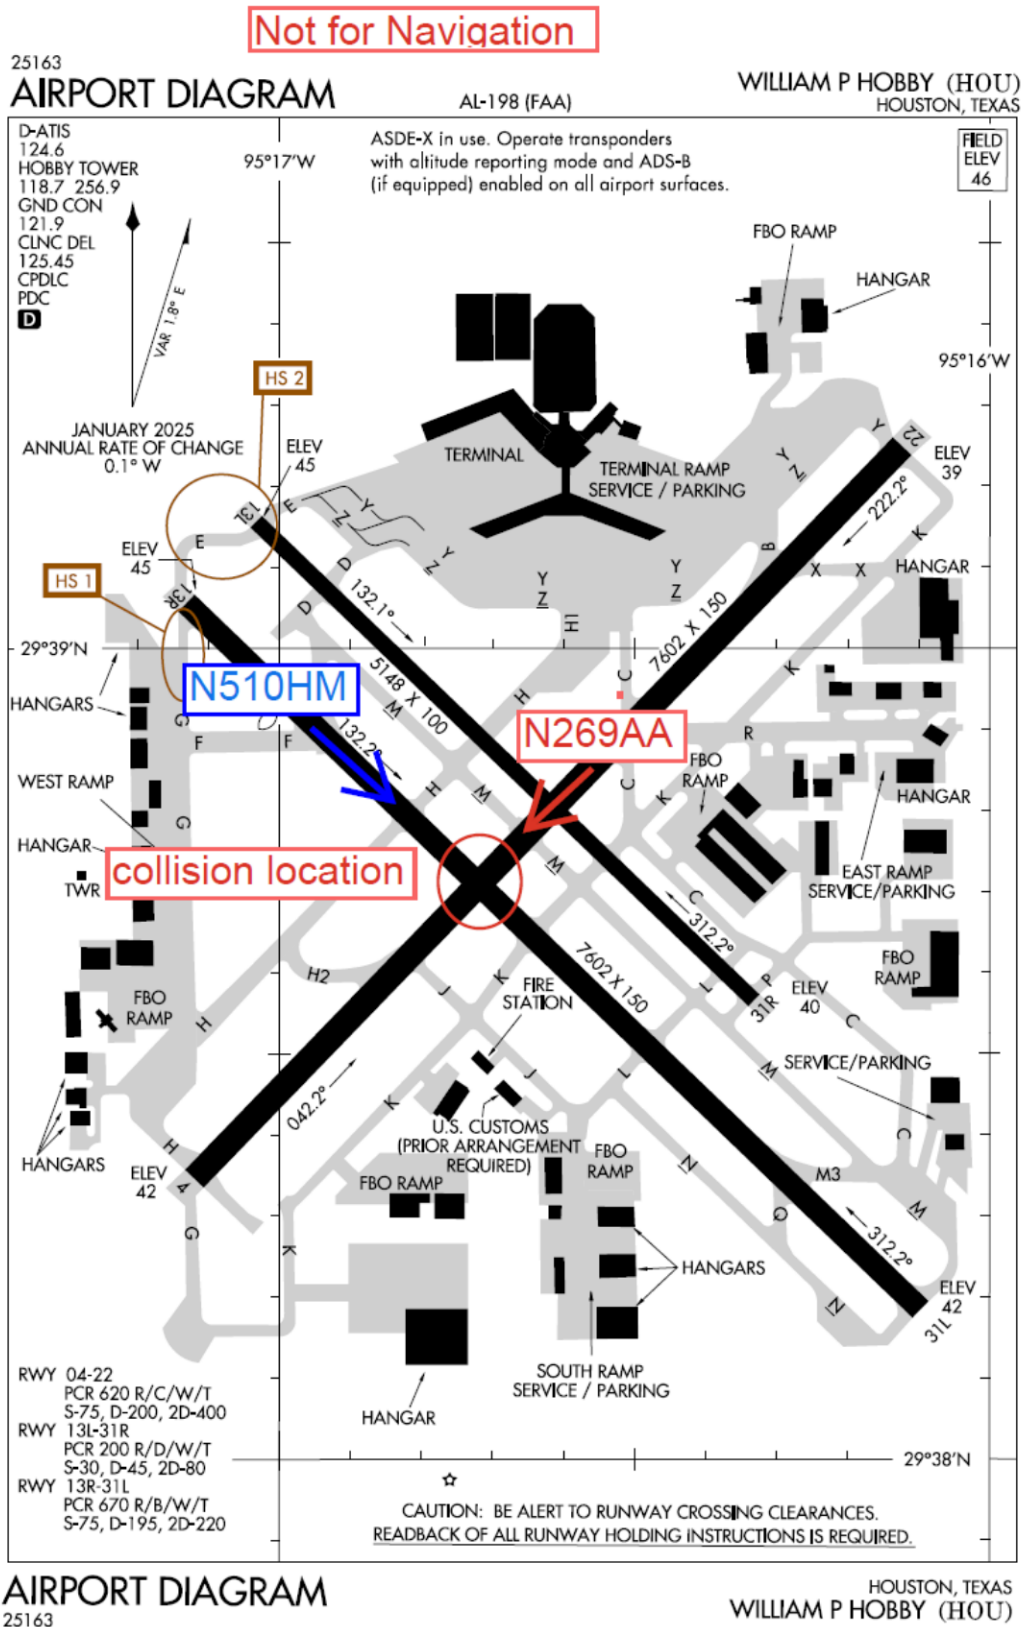 Not for Navigation
25163
AIRPORT DIAGRAM
AL-198 (FAA)
WILLIAM P HOBBY (HOU)
HOUSTON, TEXAS
D-ATIS
124.6
HOBBY TOWER
118.7 256.9
GND CON
121.9
CLNC DEL
125.45
CPDLC
PDC
D
95°17'W
ASDE-X in use. Operate transponders
with altitude reporting mode and ADS-B
(if equipped) enabled on all airport surfaces.
FIELD
ELEV
46
VAR 1.8° E
JANUARY 2025
ANNUAL RATE OF CHANGE
0.1° W
FBO RAMP
HANGAR
95°16'W
HS 2
ELEV
45
TERMINAL
TERMINAL RAMP
SERVICE / PARKING
Y
22
ELEV
39
Y
Z
222.2°
13L
E
Y
Z
E
ELEV
45
D
Y
Z
Y
Z
Y
Z
B
K
X X
HANGAR
HS 1
13R
D
132.1°
H1
7602 X 150
29°39'N
5148 X 100
C
K
N510HM
HANGARS
G
M
H
N269AA
F
F
132.2°
R
FBO
RAMP
WEST RAMP
H
M
C
K
HANGAR
G
HANGAR
collision location
TWR
M
EAST RAMP
SERVICE/PARKING
C
312.2°
7602 X 150
FBO
RAMP
H2
J
K
FIRE
STATION
L
P
31R
ELEV
40
FBO
RAMP
H
C
042.2°
K
J
L
M
SERVICE/PARKING
U.S. CUSTOMS
(PRIOR ARRANGEMENT
REQUIRED)
H
C
HANGARS
ELEV
42
4
FBO RAMP
FBO
RAMP
N
M3
M
Q
G
K
312.2°
HANGARS
N
ELEV
42
31L
RWY 04-22
PCR 620 R/C/W/T
S-75, D-200, 2D-400
RWY 13L-31R
PCR 200 R/D/W/T
S-30, D-45, 2D-80
RWY 13R-31L
PCR 670 R/B/W/T
S-75, D-195, 2D-220
SOUTH RAMP
SERVICE / PARKING
HANGAR
29°38'N
CAUTION: BE ALERT TO RUNWAY CROSSING CLEARANCES.
READBACK OF ALL RUNWAY HOLDING INSTRUCTIONS IS REQUIRED.
AIRPORT DIAGRAM
25163
HOUSTON, TEXAS
WILLIAM P HOBBY (HOU)